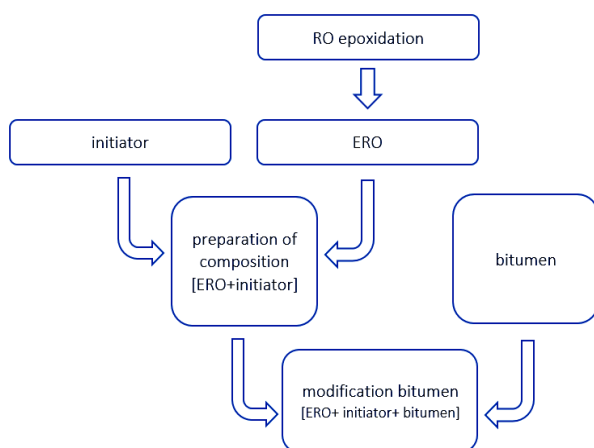 RO epoxidation
initiator
ERO
preparation of
composition
[ERO+initiator]
bitumen
modification bitumen
[ERO+ initiator+ bitumen]